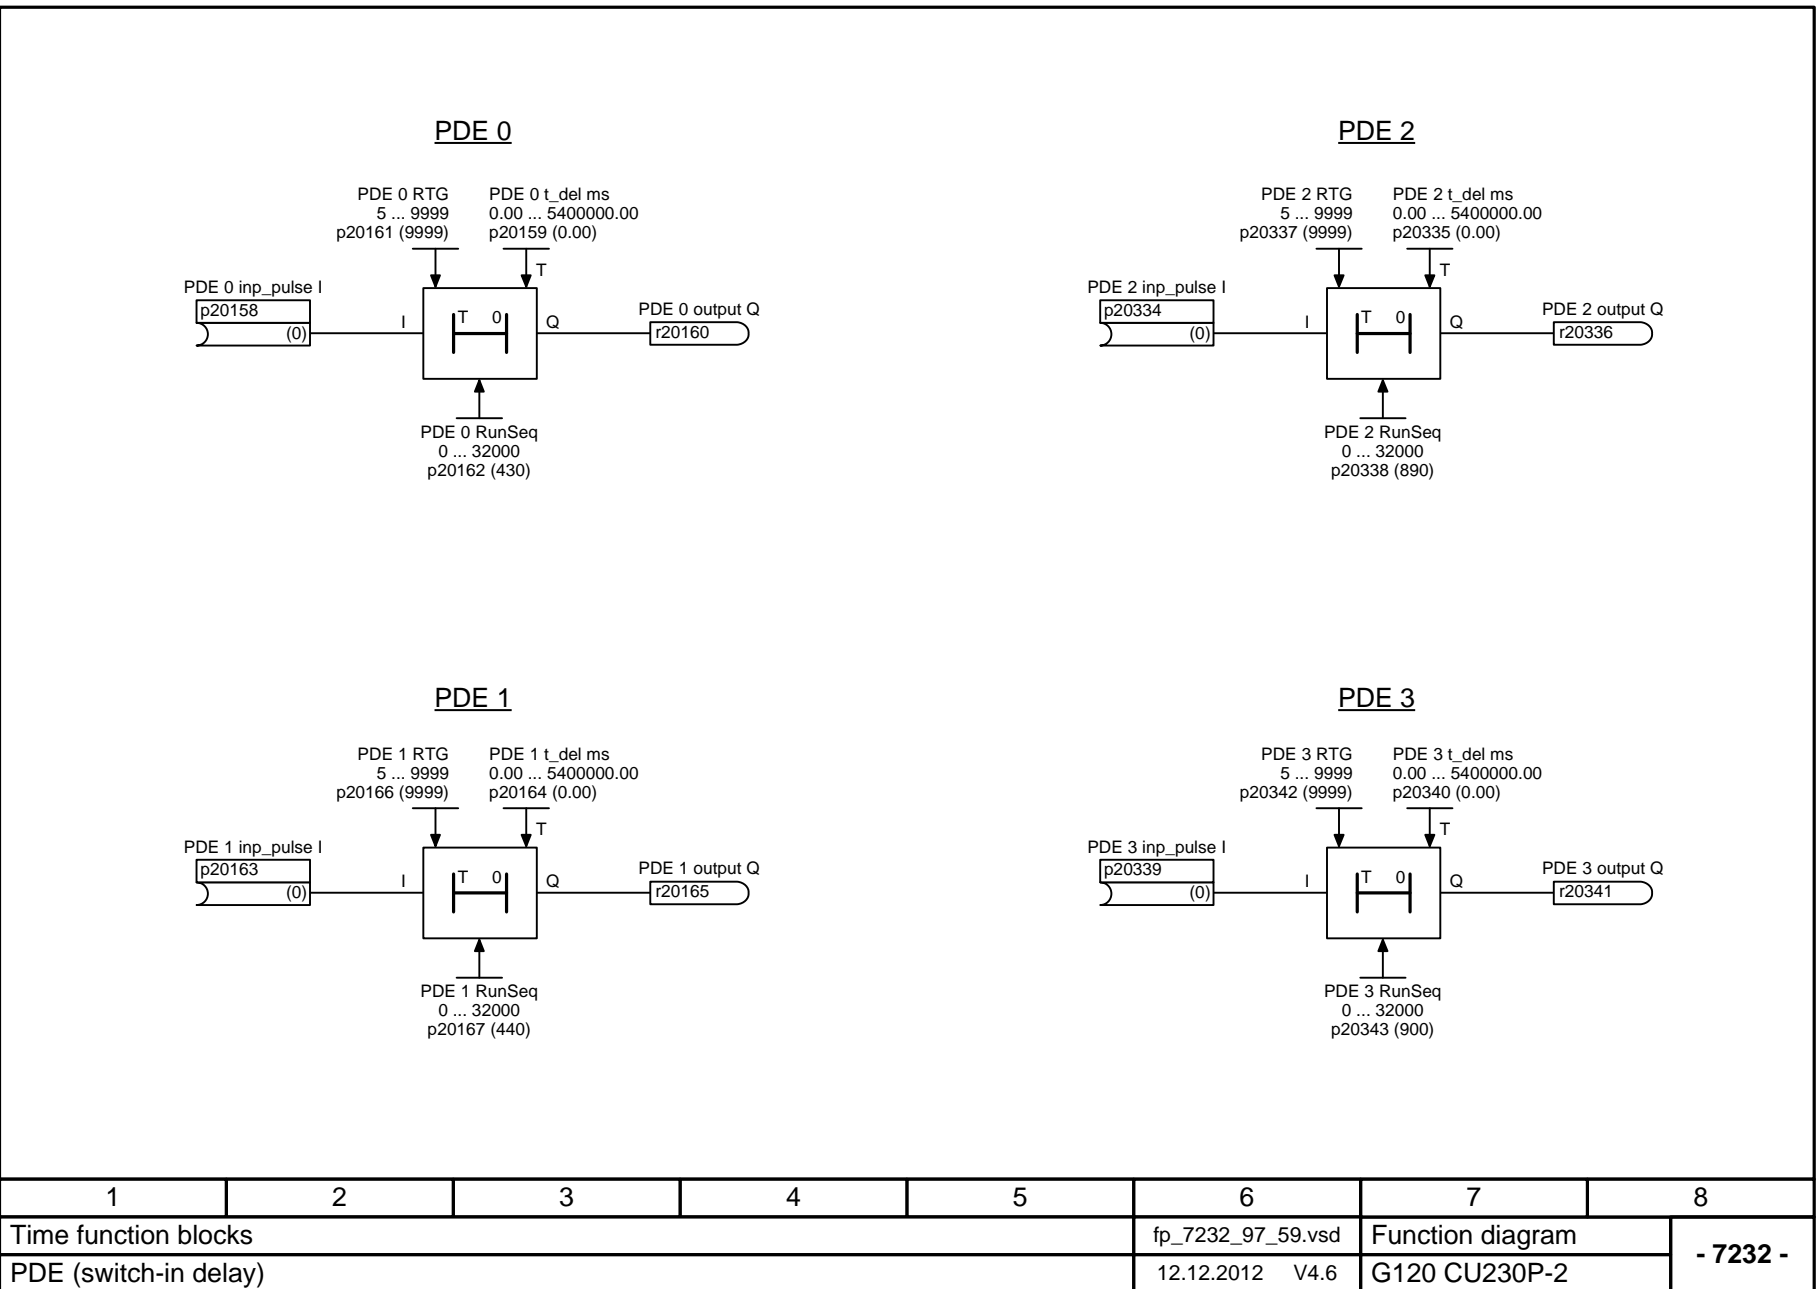 PDE 0
PDE 0 RTG
5 ... 9999
p20161 (9999)
PDE 0 t_del ms
0.00 ... 5400000.00
p20159 (0.00)
T
PDE 0 inp_pulse I
p20158
(0)
I
T 0
Q
PDE 0 output Q
r20160
PDE 0 RunSeq
0 ... 32000
p20162 (430)
PDE 2
PDE 2 RTG
5 ... 9999
p20337 (9999)
PDE 2 t_del ms
0.00 ... 5400000.00
p20335 (0.00)
T
PDE 2 inp_pulse I
p20334
(0)
I
T 0
Q
PDE 2 output Q
r20336
PDE 2 RunSeq
0 ... 32000
p20338 (890)
PDE 1
PDE 1 RTG
5 ... 9999
p20166 (9999)
PDE 1 t_del ms
0.00 ... 5400000.00
p20164 (0.00)
T
PDE 1 inp_pulse I
p20163
(0)
I
T 0
Q
PDE 1 output Q
r20165
PDE 1 RunSeq
0 ... 32000
p20167 (440)
PDE 3
PDE 3 RTG
5 ... 9999
p20342 (9999)
PDE 3 t_del ms
0.00 ... 5400000.00
p20340 (0.00)
T
PDE 3 inp_pulse I
p20339
(0)
I
T 0
Q
PDE 3 output Q
r20341
PDE 3 RunSeq
0 ... 32000
p20343 (900)
1 2 3 4 5 6 7 8
Time function blocks
fp_7232_97_59.vsd
Function diagram
- 7232 -
PDE (switch-in delay)
12.12.2012 V4.6
G120 CU230P-2